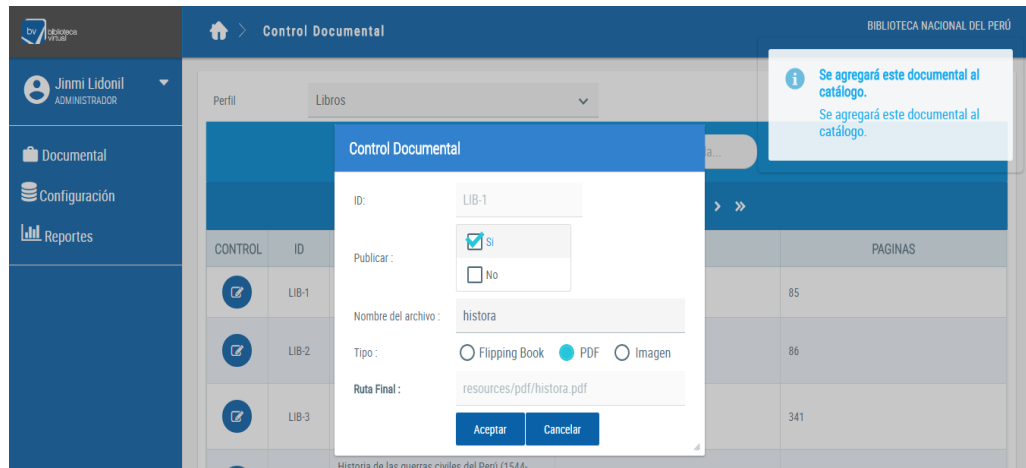 bv biblioteca virtual
Control Documental
BIBLIOTECA NACIONAL DEL PERÚ
Jinmi Lidonil
ADMINISTRADOR
Documental
Configuración
Reportes
Se agregará este documental al
catálogo.
Se agregará este documental al
catálogo.
Perfil Libros
Control Documental
ID: LIB-1
Publicar : Si
No
Nombre del archivo : histora
Tipo : Flipping Book PDF Imagen
Ruta Final : resources/pdf/histora.pdf
Aceptar Cancelar
CONTROL ID PAGINAS
LIB-1 85
LIB-2 86
LIB-3 341
Historia de las guerras civiles del Perú (1544-